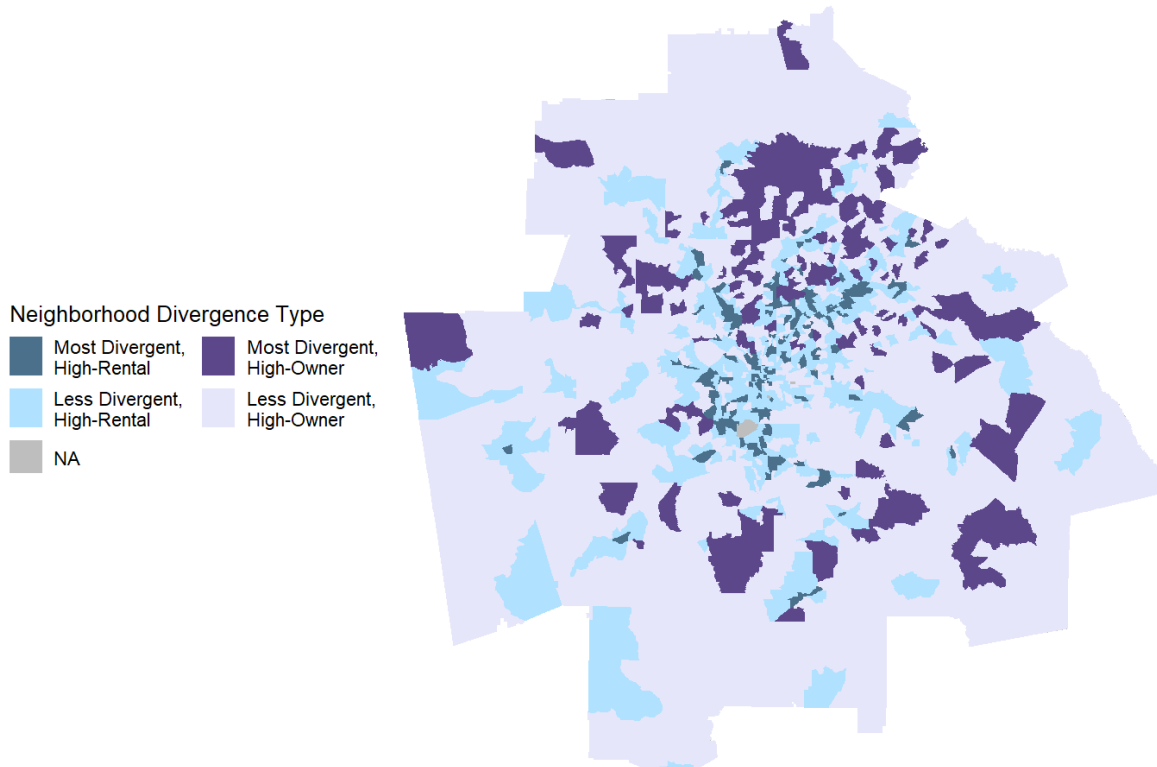 Neighborhood Divergence Type
Most Divergent,
High-Rental
Most Divergent,
High-Owner
Less Divergent,
High-Rental
Less Divergent,
High-Owner
NA